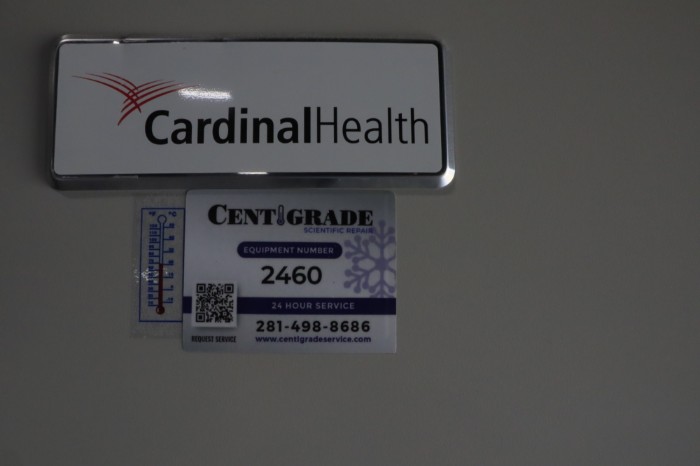 CardinalHealth
CENTIGRADE
SCIENTIFIC REPAIR
EQUIPMENT NUMBER
2460
24 HOUR SERVICE
281-498-8686
REQUEST SERVICE
www.centigradeservice.com
°F °C